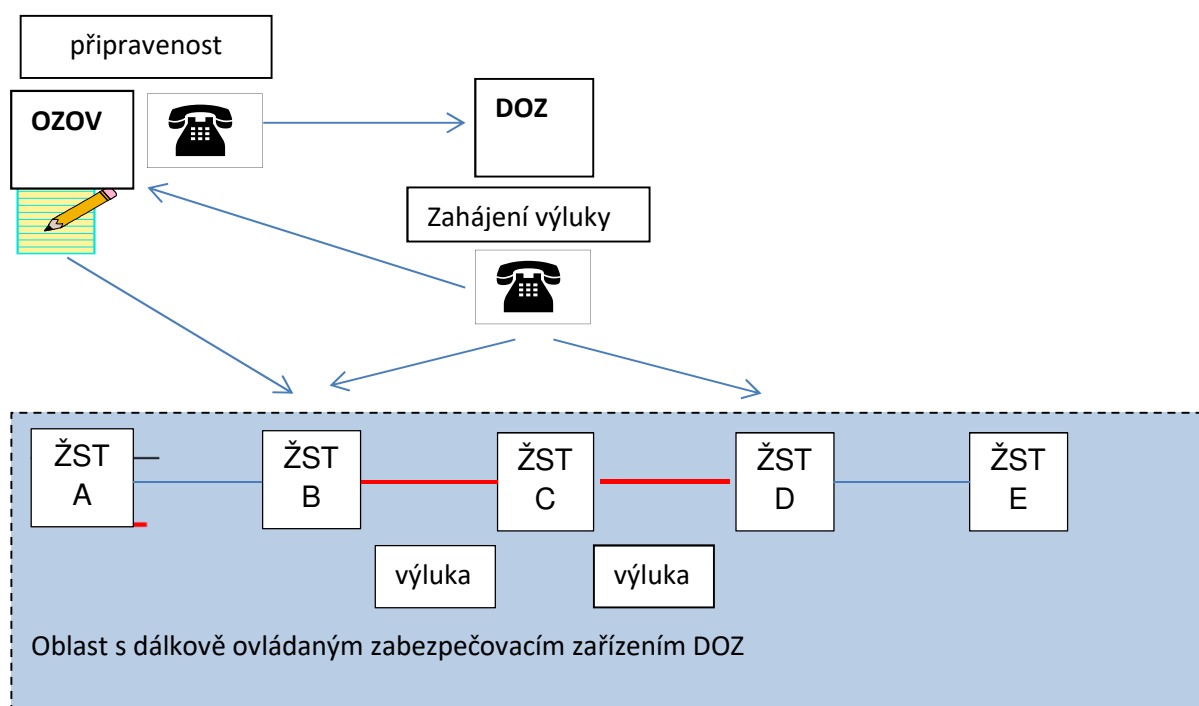 připravenost
OZOV
DOZ
Zahájení výluky
ŽST
A
ŽST
B
ŽST
C
ŽST
D
ŽST
E
výluka
výluka
Oblast s dálkově ovládaným zabezpečovacím zařízením DOZ